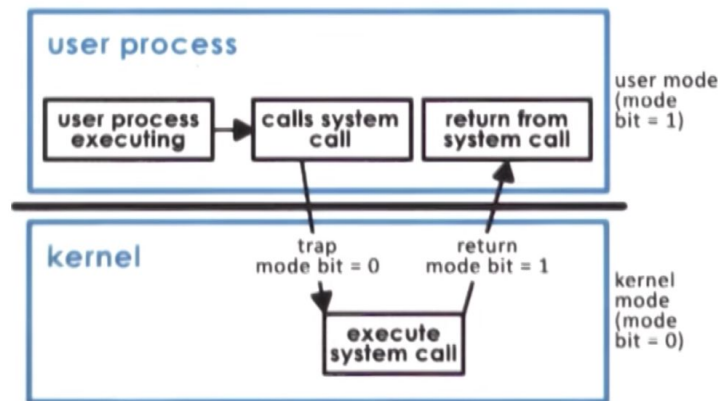 user process
user process
executing
calls system
call
return from
system call
user mode
(mode
bit = 1)
kernel
trap
mode bit = 0
return
mode bit = 1
execute
system call
kernel
mode
(mode
bit = 0)